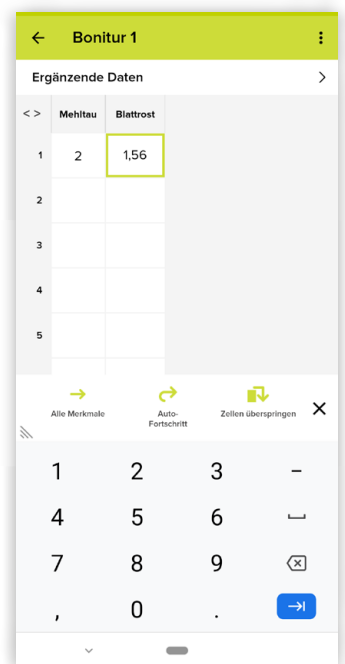 Bonitur 1
Ergänzende Daten
< > Mehltau Blattrost
1 2 1,56
2
3
4
5
Alle Merkmale
Auto-
Fortschritt
Zellen überspringen
1 2 3 –
4 5 6
7 8 9
, 0 .